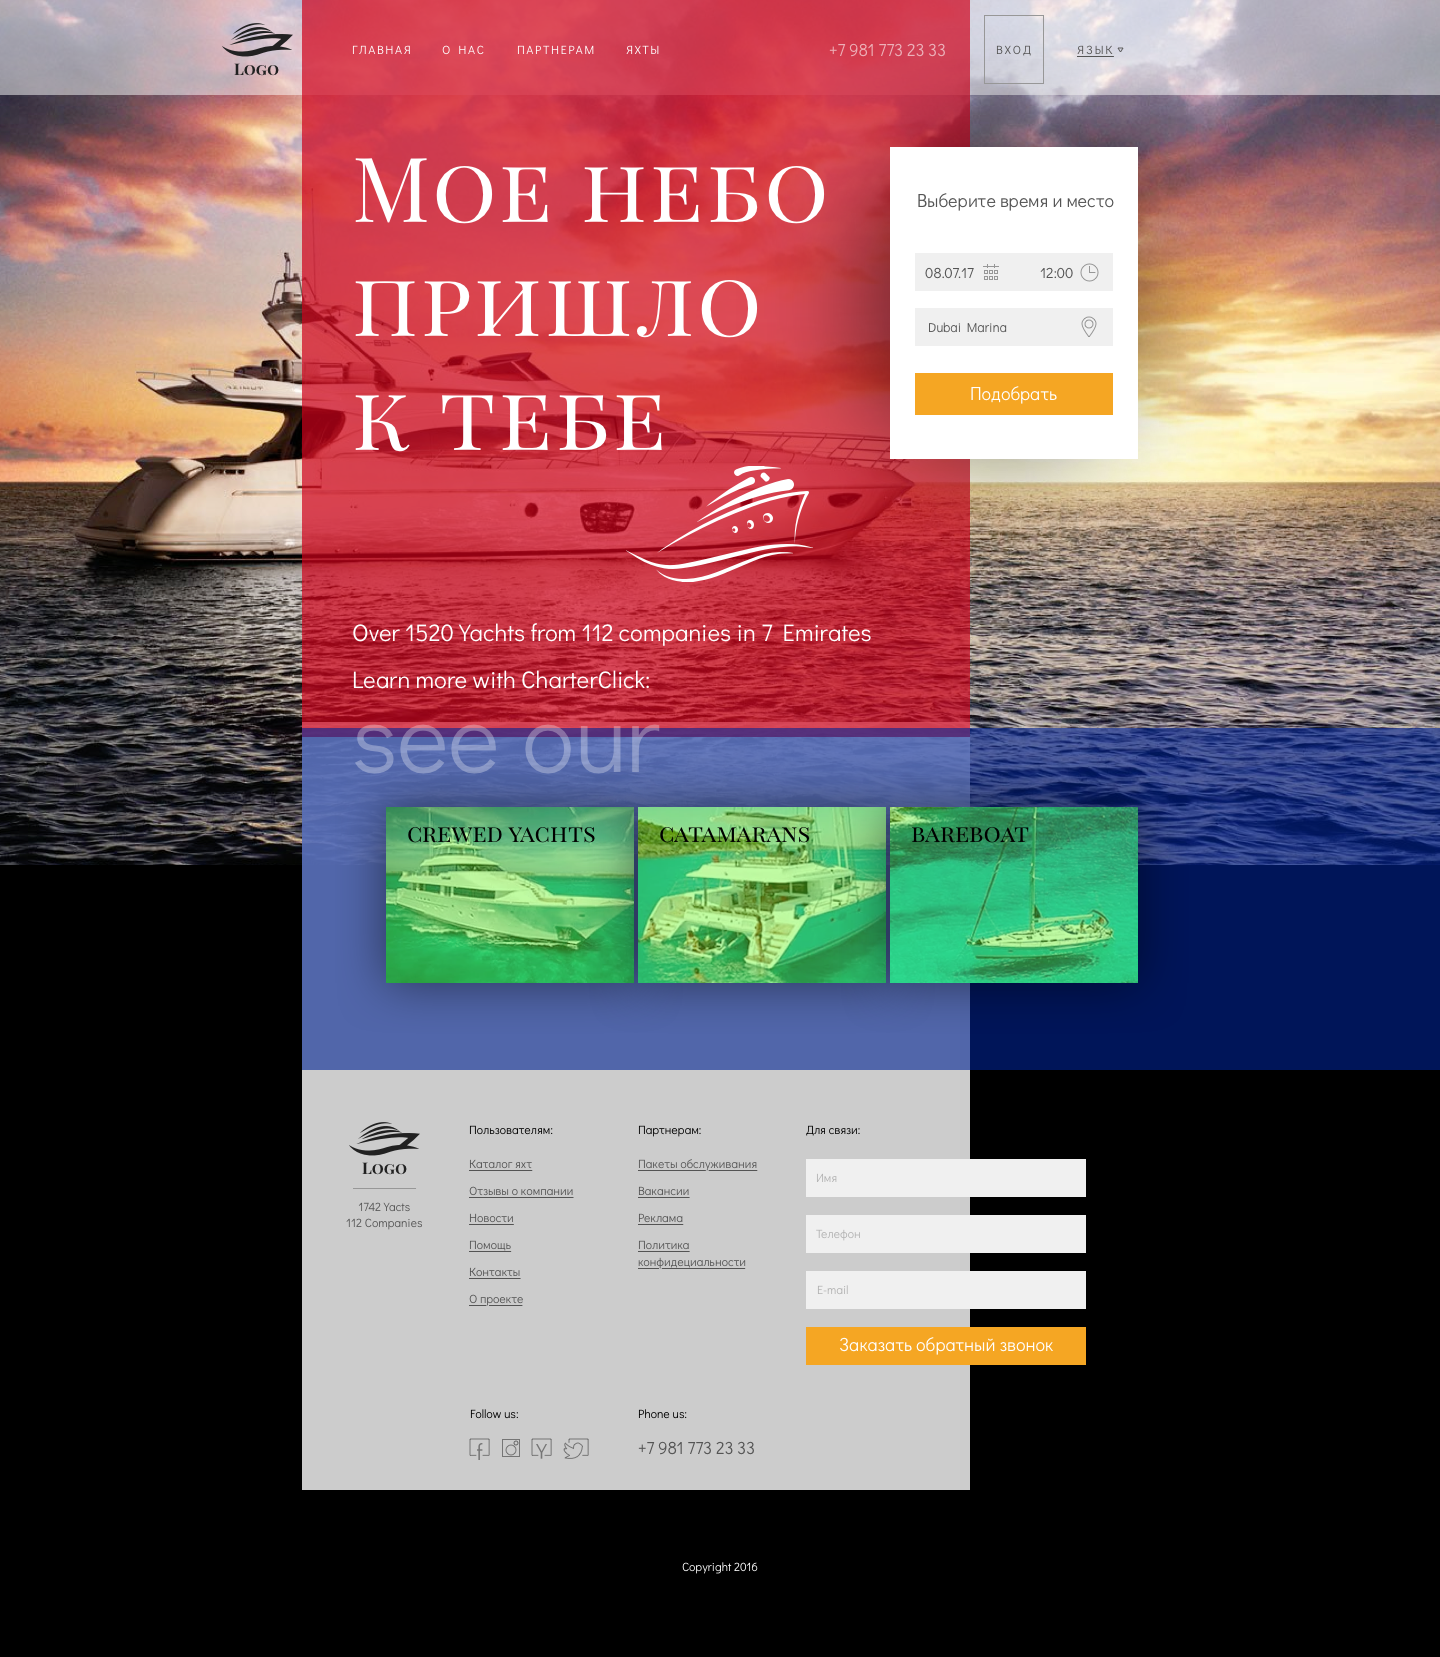 Logo
ГЛАВНАЯ
О НАС
ПАРТНЕРАМ
ЯХТЫ
+7 981 773 23 33
ВХОД
ЯЗЫК
Мое небо
пришло
к тебе
Выберите время и место
08.07.17
12:00
Dubai Marina
Подобрать
Over 1520 Yachts from 112 companies in 7 Emirates
Learn more with CharterClick:
see our
CREWED YACHTS
CATAMARANS
BAREBOAT
Logo
1742 Yacts
112 Companies
Пользователям:
Каталог яхт
Отзывы о компании
Новости
Помощь
Контакты
О проекте
Партнерам:
Пакеты обслуживания
Вакансии
Реклама
Политика
конфидециальности
Для связи:
Имя
Телефон
E-mail
Заказать обратный звонок
Follow us:
Phone us:
+7 981 773 23 33
Copyright 2016